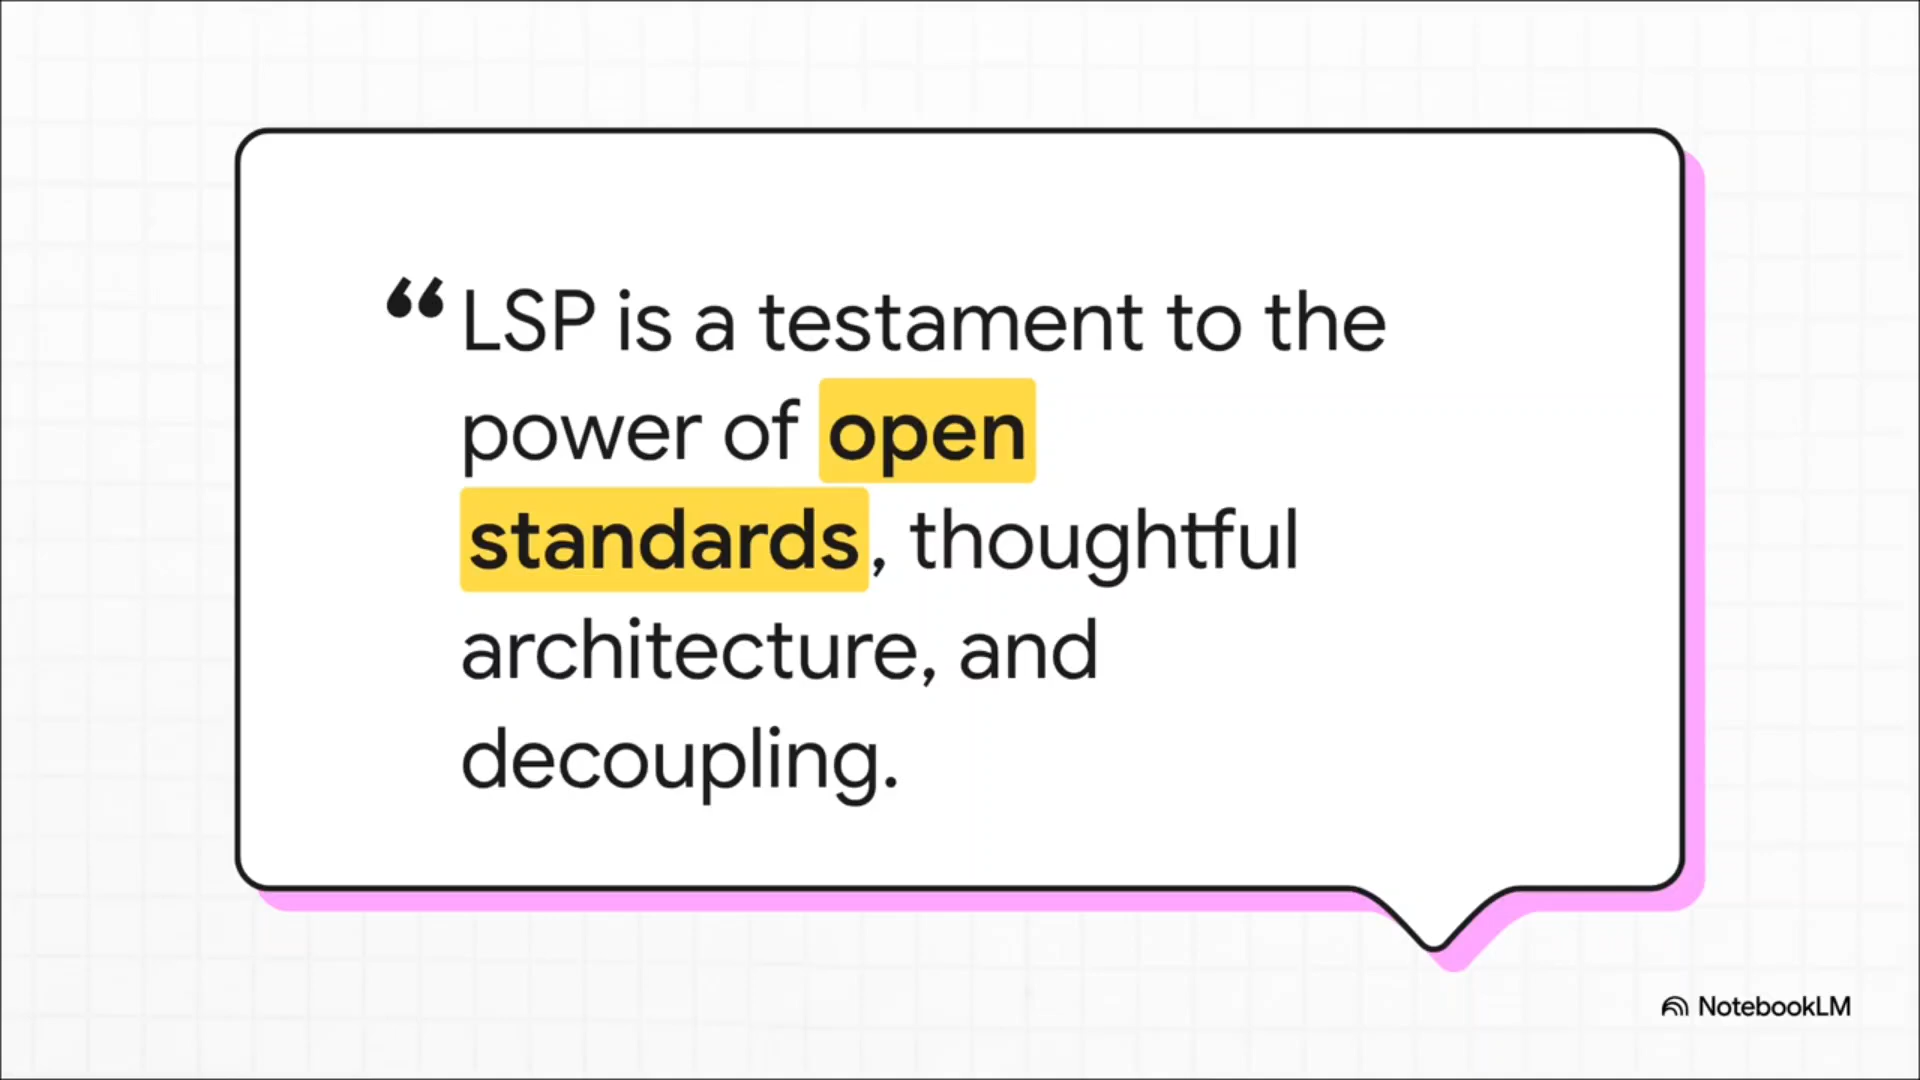 “LSP is a testament to the
power of open
standards, thoughtful
architecture, and
decoupling.
NotebookLM